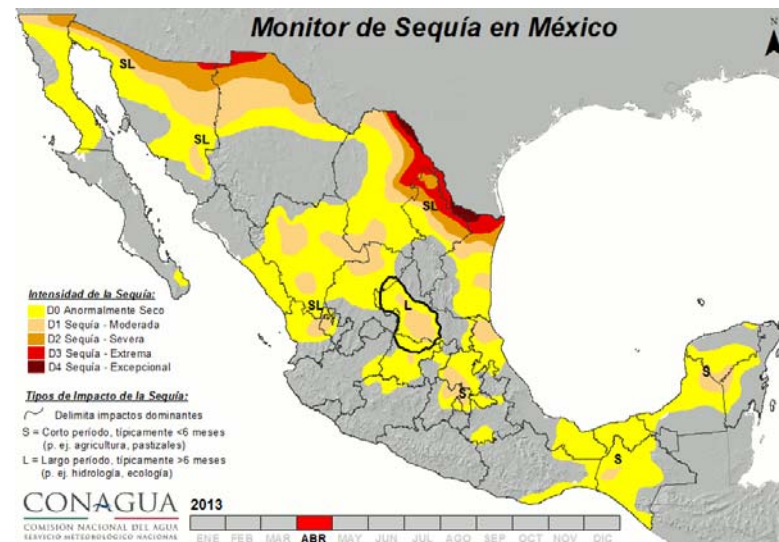 Monitor de Sequía en México
N
SL
SL
SL
SL
L
S
S
S
Intensidad de la Sequía:
D0 Anormalmente Seco
D1 Sequía - Moderada
D2 Sequía - Severa
D3 Sequía - Extrema
D4 Sequía - Excepcional
Tipos de Impacto de la Sequía:
Delimita impactos dominantes
S = Corto período, típicamente <6 meses
(p. ej. agricultura, pastizales)
L = Largo período, típicamente >6 meses
(p. ej. hidrología, ecología)
CONAGUA
COMISIÓN NACIONAL DEL AGUA
SERVICIO METEOROLÓGICO NACIONAL
2013
ENE FEB MAR ABR MAY JUN JUL AGO SEP OCT NOV DIC